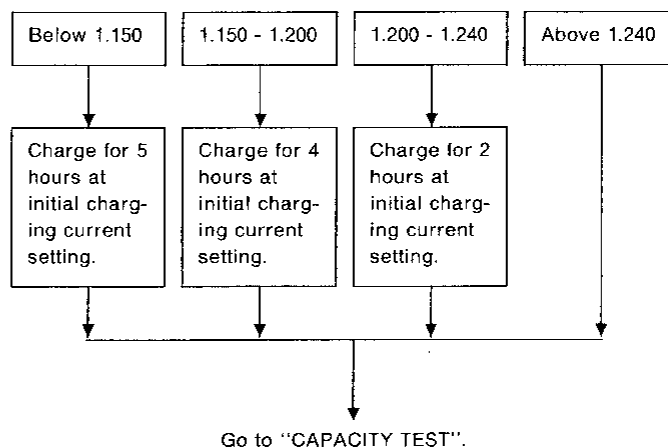 Below 1.150
1.150 - 1.200
1.200 - 1.240
Above 1.240
Charge for 5
hours at
initial charg-
ing current
setting.
Charge for 4
hours at
initial charg-
ing current
setting.
Charge for 2
hours at
initial charg-
ing current
setting.
Go to "CAPACITY TEST".